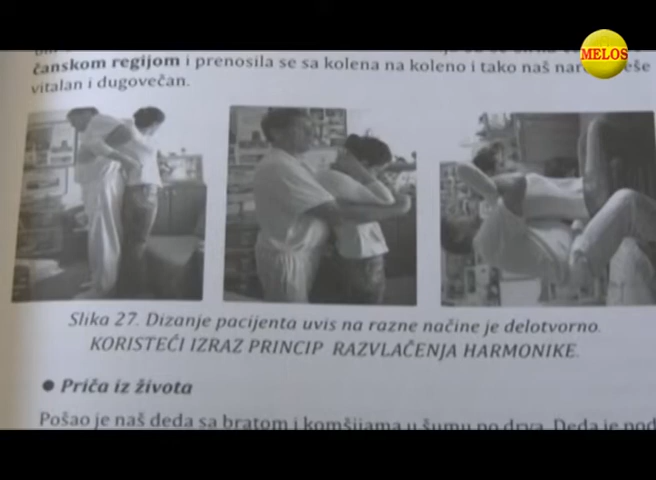 MELOS
čanskom regijom i prenosila se sa kolena na koleno i tako naš
vitalan i dugovečan.
Slika 27. Dizanje pacijenta uvis na razne načine je delotvorno.
KORISTEĆI IZRAZ PRINCIP RAZVLAČENJA HARMONIKE.
● Priča iz života
Pošao je naš deda sa bratom i komšijama u šumu po drva. Deda je pod